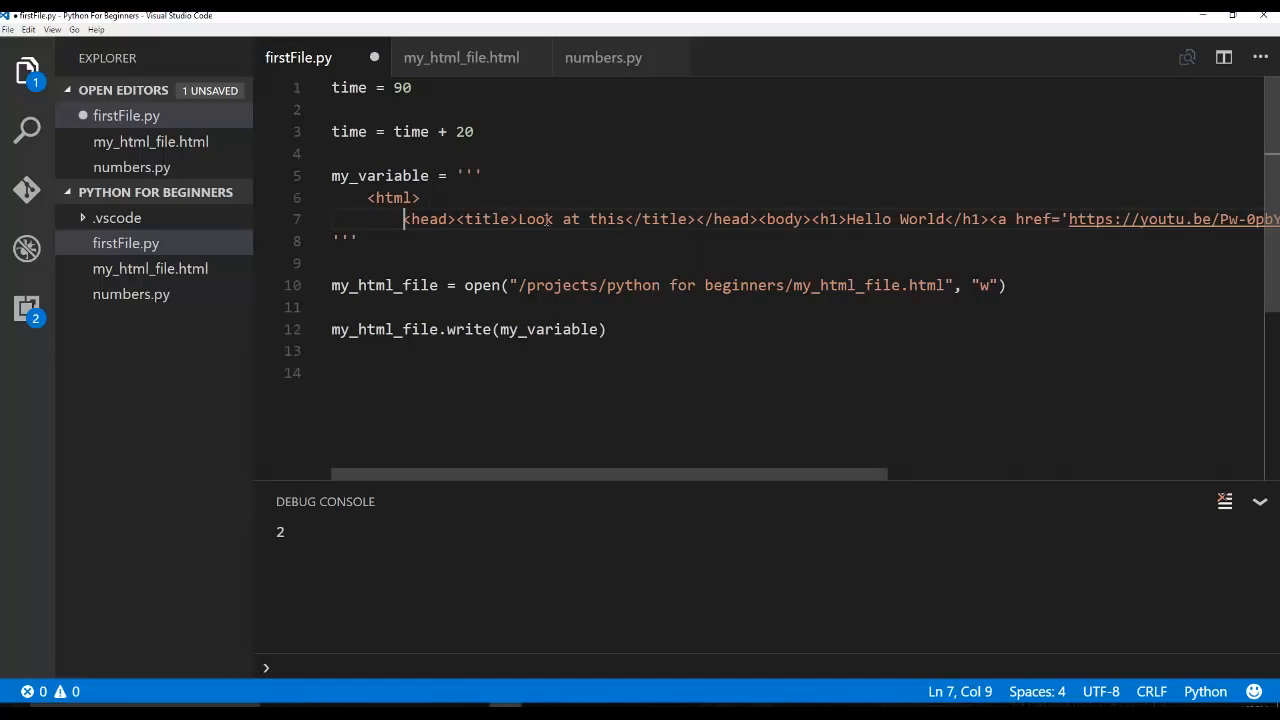 firstFile.py - Python For Beginners - Visual Studio Code
File Edit View Go Help
EXPLORER
OPEN EDITORS 1 UNSAVED
firstFile.py
my_html_file.html
numbers.py
PYTHON FOR BEGINNERS
.vscode
firstFile.py
my_html_file.html
numbers.py
1
2
firstFile.py my_html_file.html numbers.py
1 time = 90
2
3 time = time + 20
4
5 my_variable = '''
6 <html>
7 <head><title>Look at this</title></head><body><h1>Hello World</h1><a href='https://youtu.be/Pw-0pbY
8 '''
9
10 my_html_file = open("/projects/python for beginners/my_html_file.html", "w")
11
12 my_html_file.write(my_variable)
13
14
DEBUG CONSOLE
2
0 0 Ln 7, Col 9 Spaces: 4 UTF-8 CRLF Python